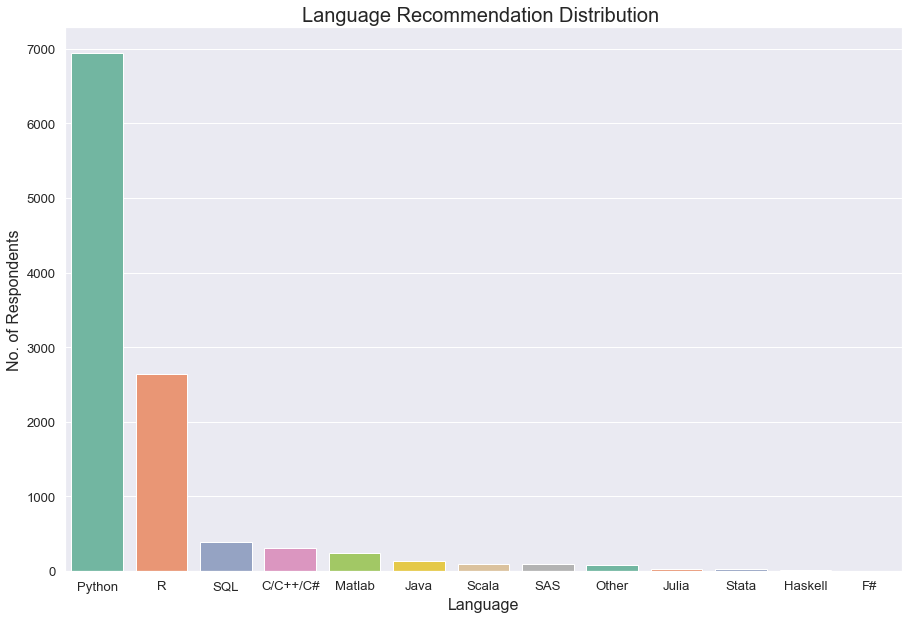 Language Recommendation Distribution
No. of Respondents
7000
6000
5000
4000
3000
2000
1000
0
Python R SQL C/C++/C# Matlab Java Scala SAS Other Julia Stata Haskell F#
Language